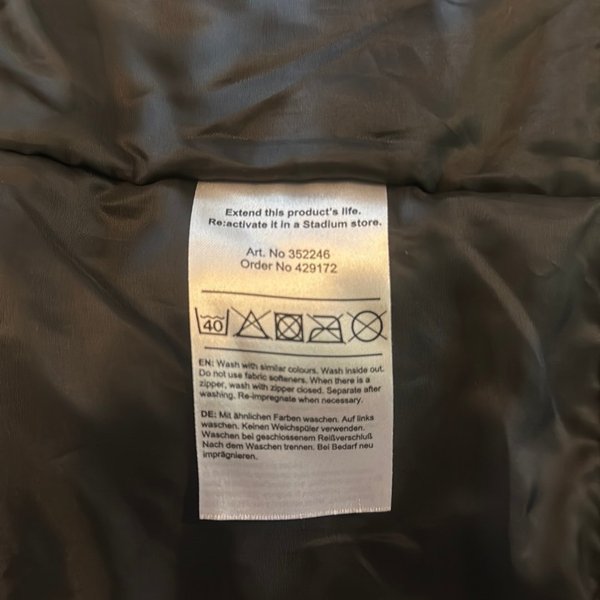 Extend this product's life.
Re:activate it in a Stadium store.
Art. No 352246
Order No 429172
40
EN: Wash with similar colours. Wash inside out.
Do not use fabric softeners. When there is a
zipper, wash with zipper closed. Separate after
washing. Re-impregnate when necessary.
DE: Mit ähnlichen Farben waschen. Auf links
waschen. Keinen Weichspüler verwenden.
Waschen bei geschlossenem Reißverschluß
Nach dem Waschen trennen. Bei Bedarf neu
imprägnieren.